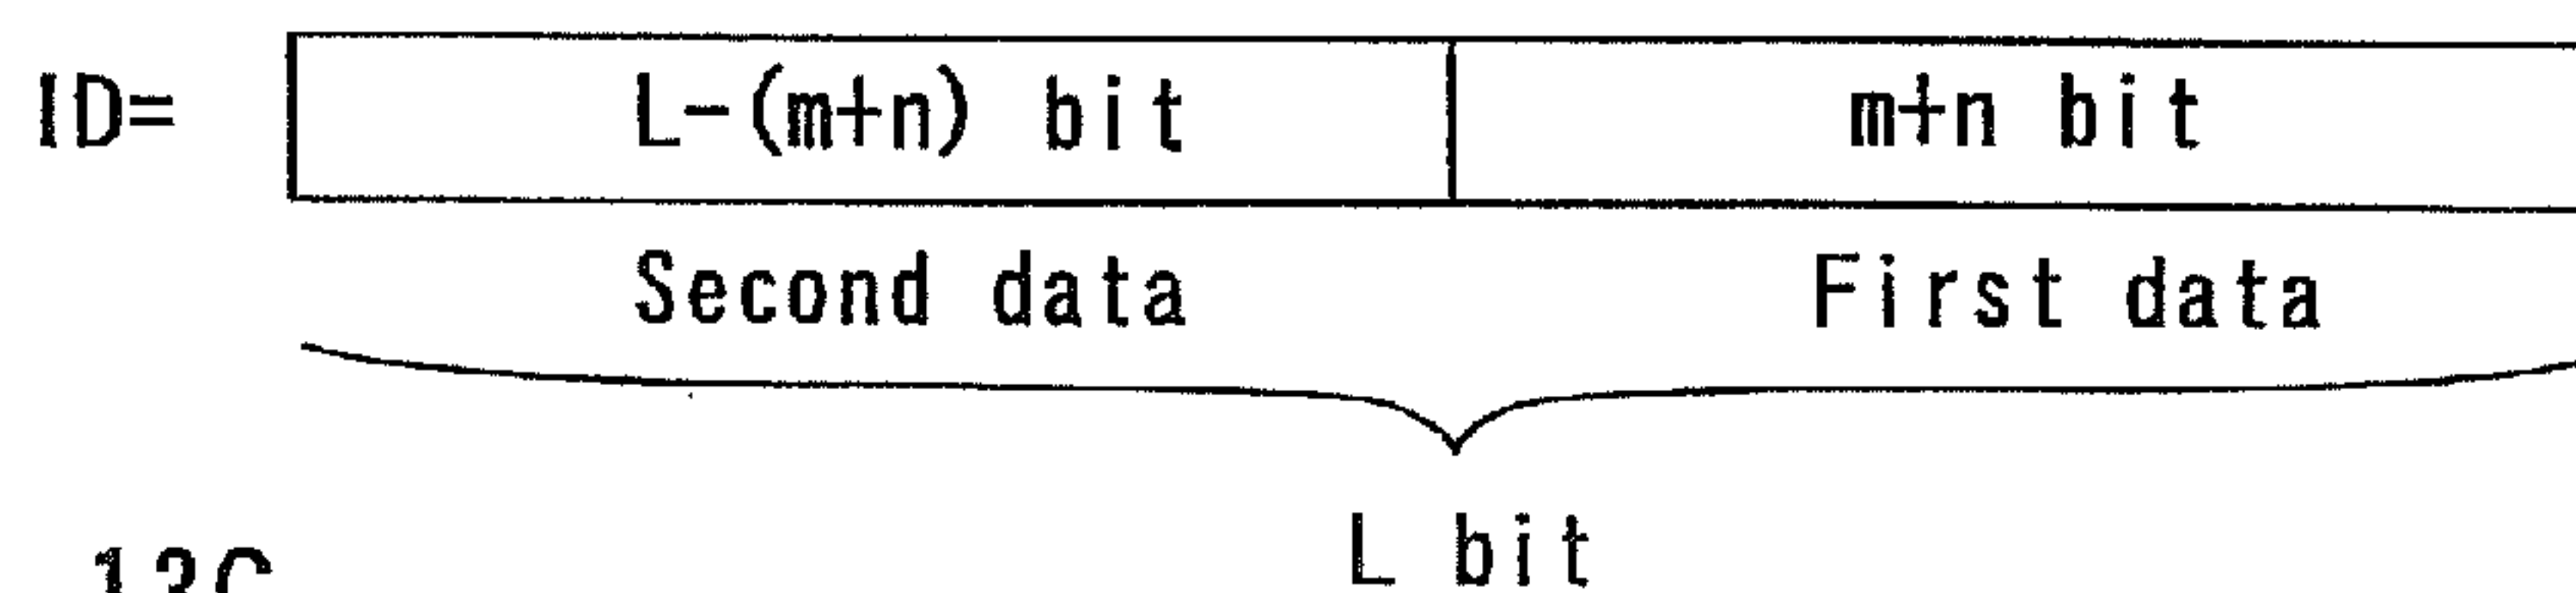 ID= L-(m+n) bit m+n bit
Second data First data
L bit